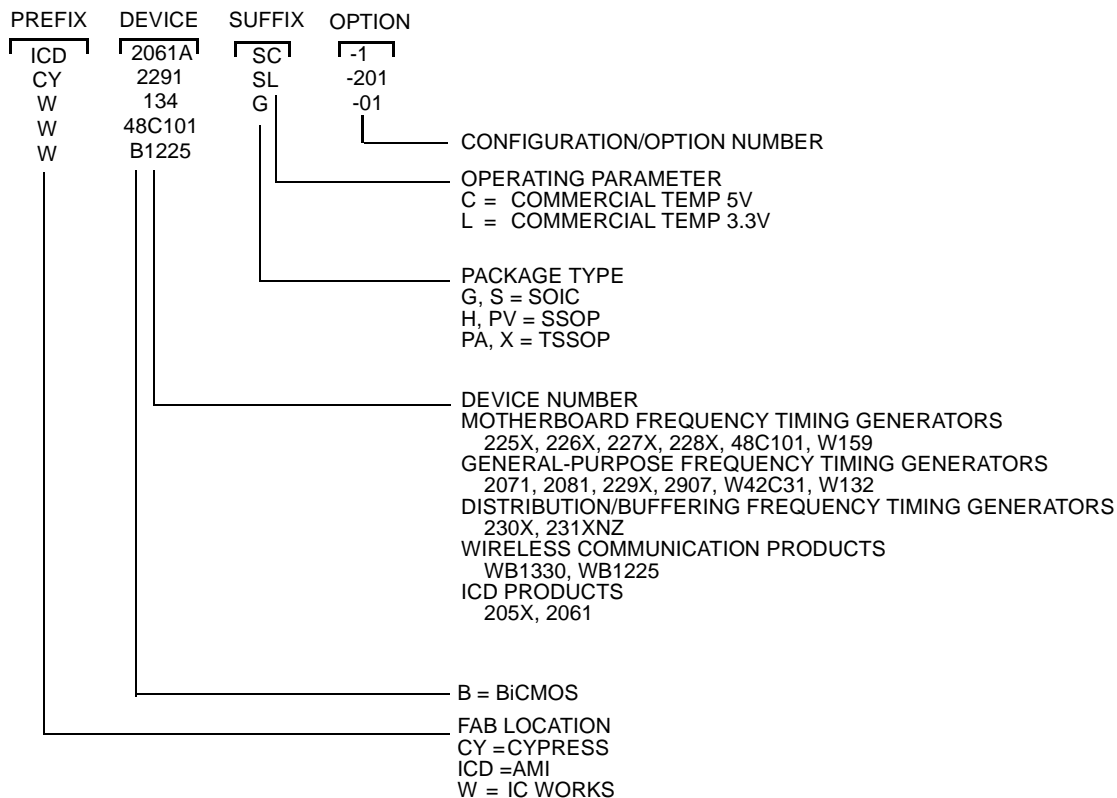 PREFIX DEVICE SUFFIX OPTION
ICD 2061A SC -1
CY 2291 SL -201
W 134 G -01
W 48C101
W B1225
CONFIGURATION/OPTION NUMBER
OPERATING PARAMETER
C = COMMERCIAL TEMP 5V
L = COMMERCIAL TEMP 3.3V
PACKAGE TYPE
G, S = SOIC
H, PV = SSOP
PA, X = TSSOP
DEVICE NUMBER
MOTHERBOARD FREQUENCY TIMING GENERATORS
225X, 226X, 227X, 228X, 48C101, W159
GENERAL-PURPOSE FREQUENCY TIMING GENERATORS
2071, 2081, 229X, 2907, W42C31, W132
DISTRIBUTION/BUFFERING FREQUENCY TIMING GENERATORS
230X, 231XNZ
WIRELESS COMMUNICATION PRODUCTS
WB1330, WB1225
ICD PRODUCTS
205X, 2061
B = BiCMOS
FAB LOCATION
CY =CYPRESS
ICD =AMI
W = IC WORKS